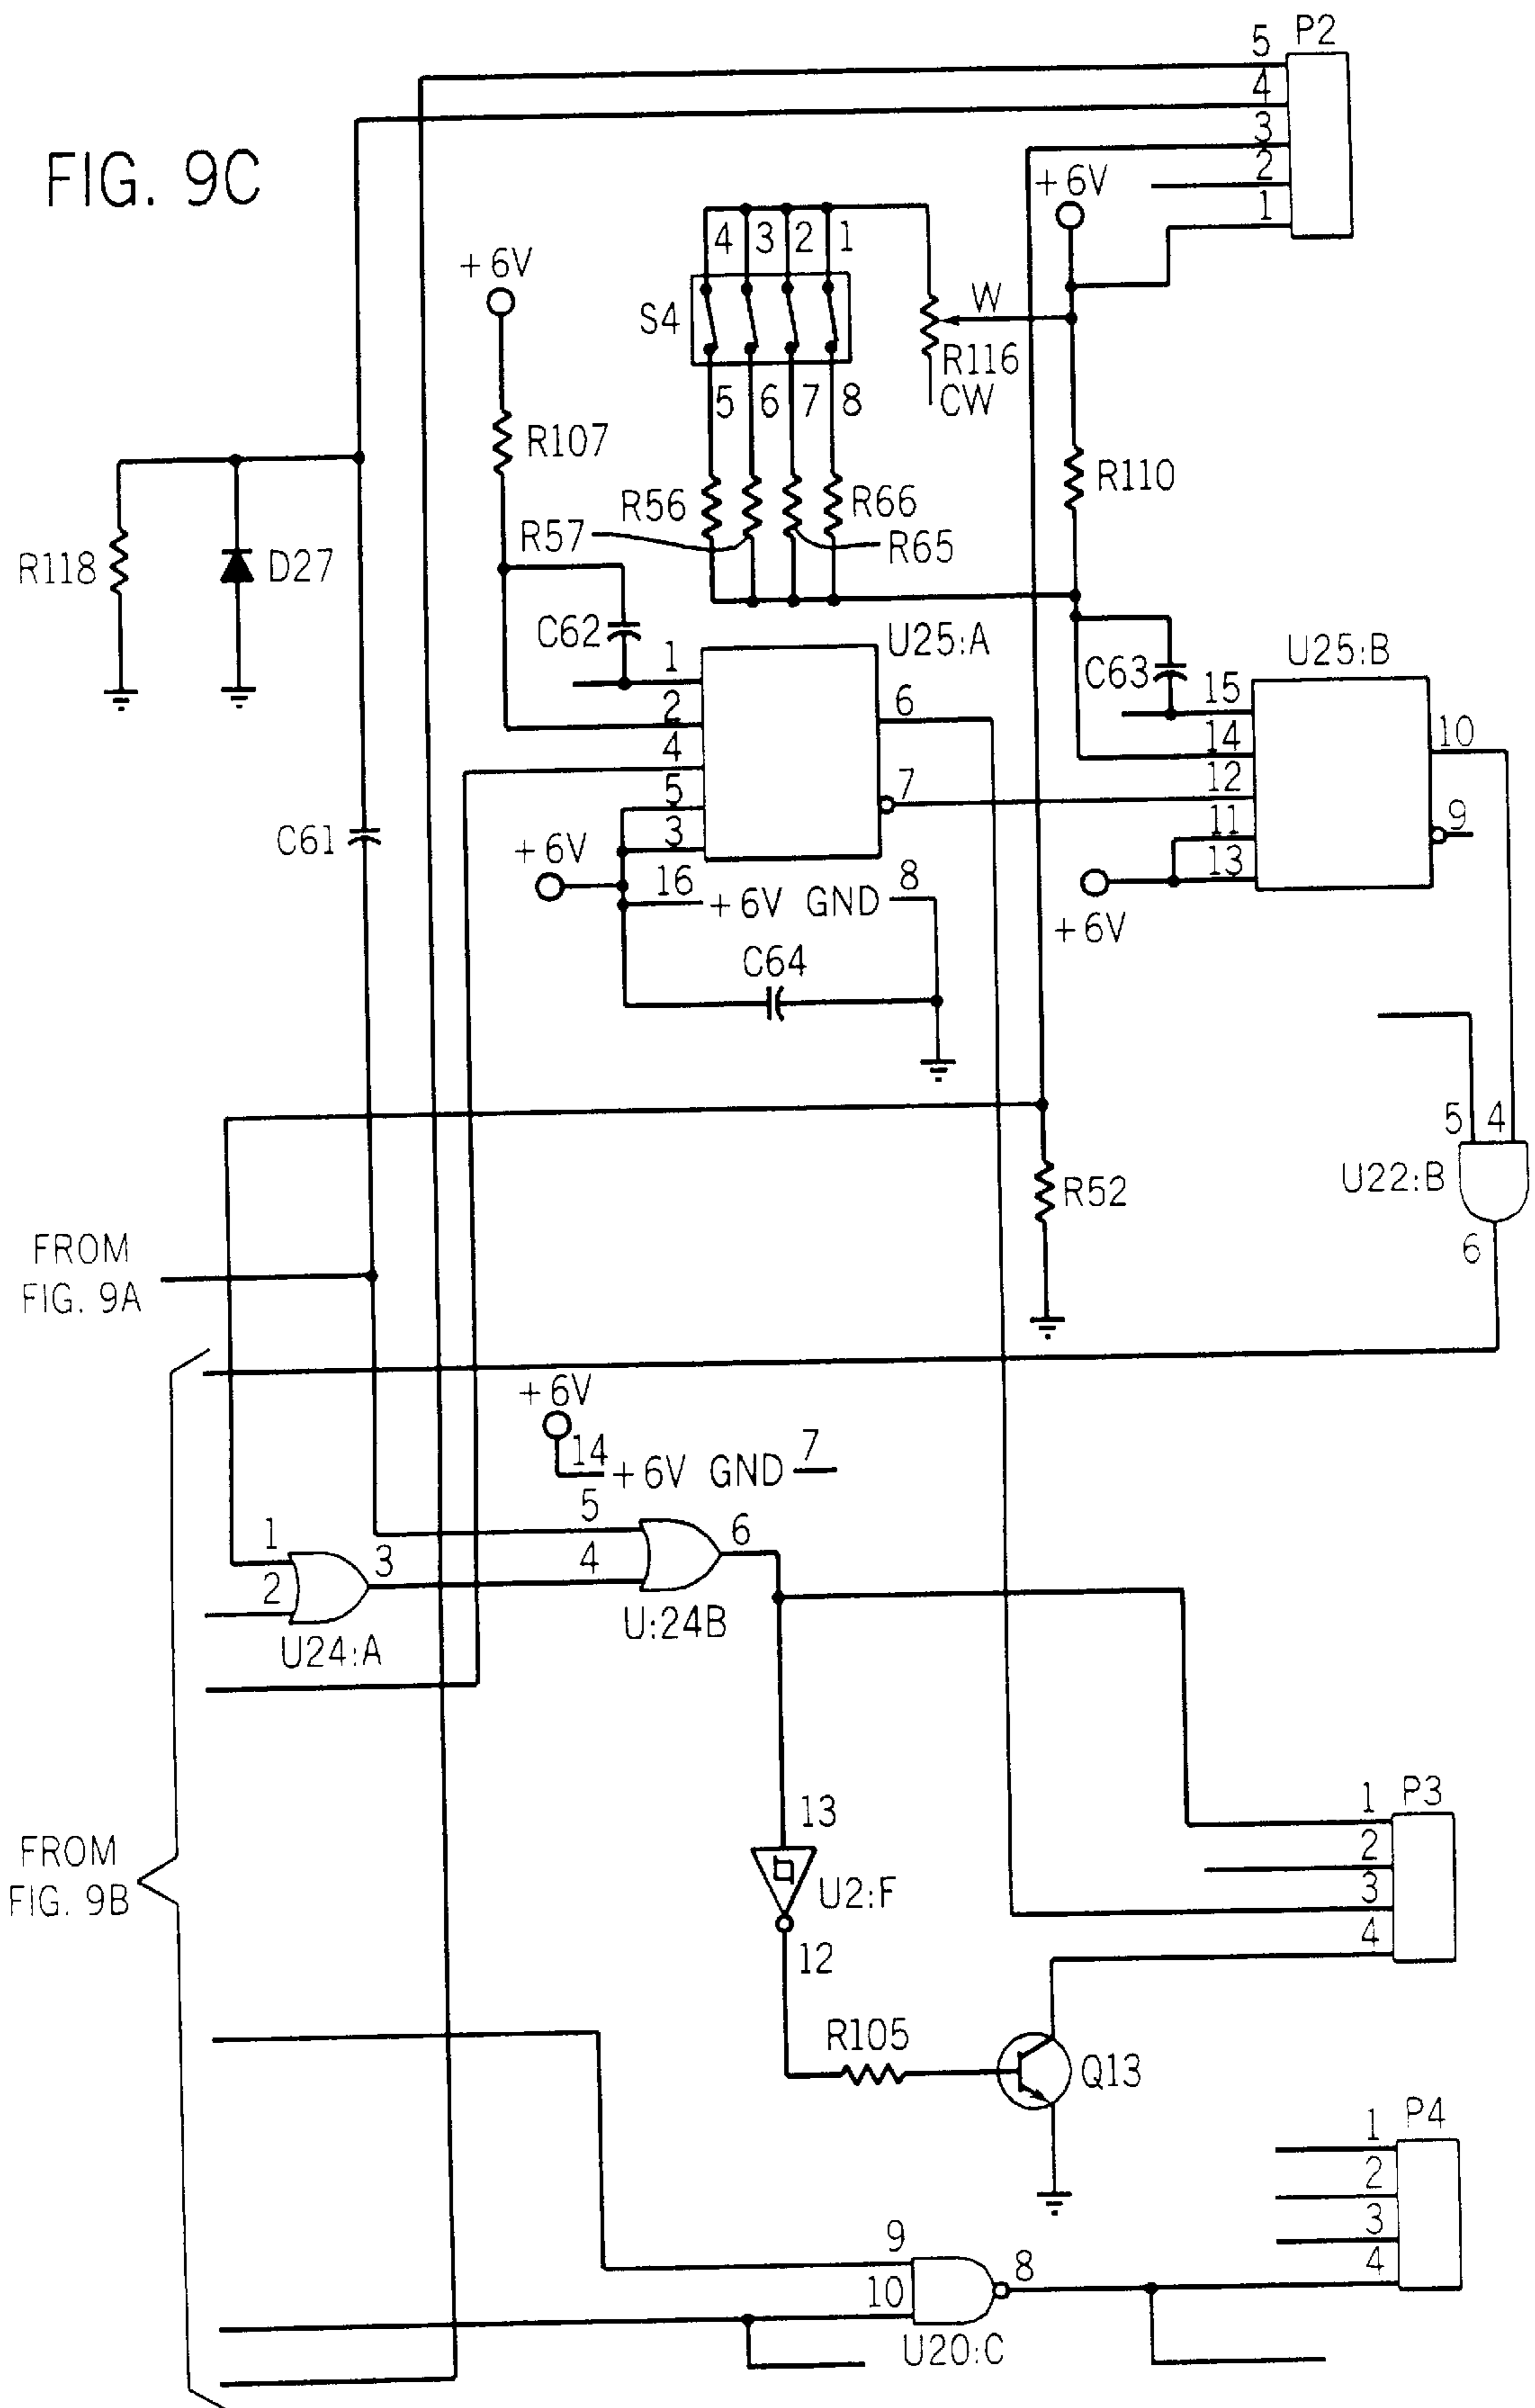 5 P2
4
3
2
1
FIG. 9C
+6V
4 3 2 1
+6V
S4
W
R116
CW
5 6 7 8
R107
R110
R56
R66
R57
R65
R118
D27
C62
U25:A
U25:B
C63
1
2
4
5
3
6
7
15
14
12
11
13
10
9
C61
+6V
16
+6V GND
8
+6V
C64
5 4
U22:B
6
R52
FROM
FIG. 9A
+6V
14
+6V GND
7
5
4
6
1
2
3
U:24B
U24:A
13
U2:F
12
1 P3
2
3
4
FROM
FIG. 9B
R105
Q13
1 P4
2
3
4
9
10
8
U20:C